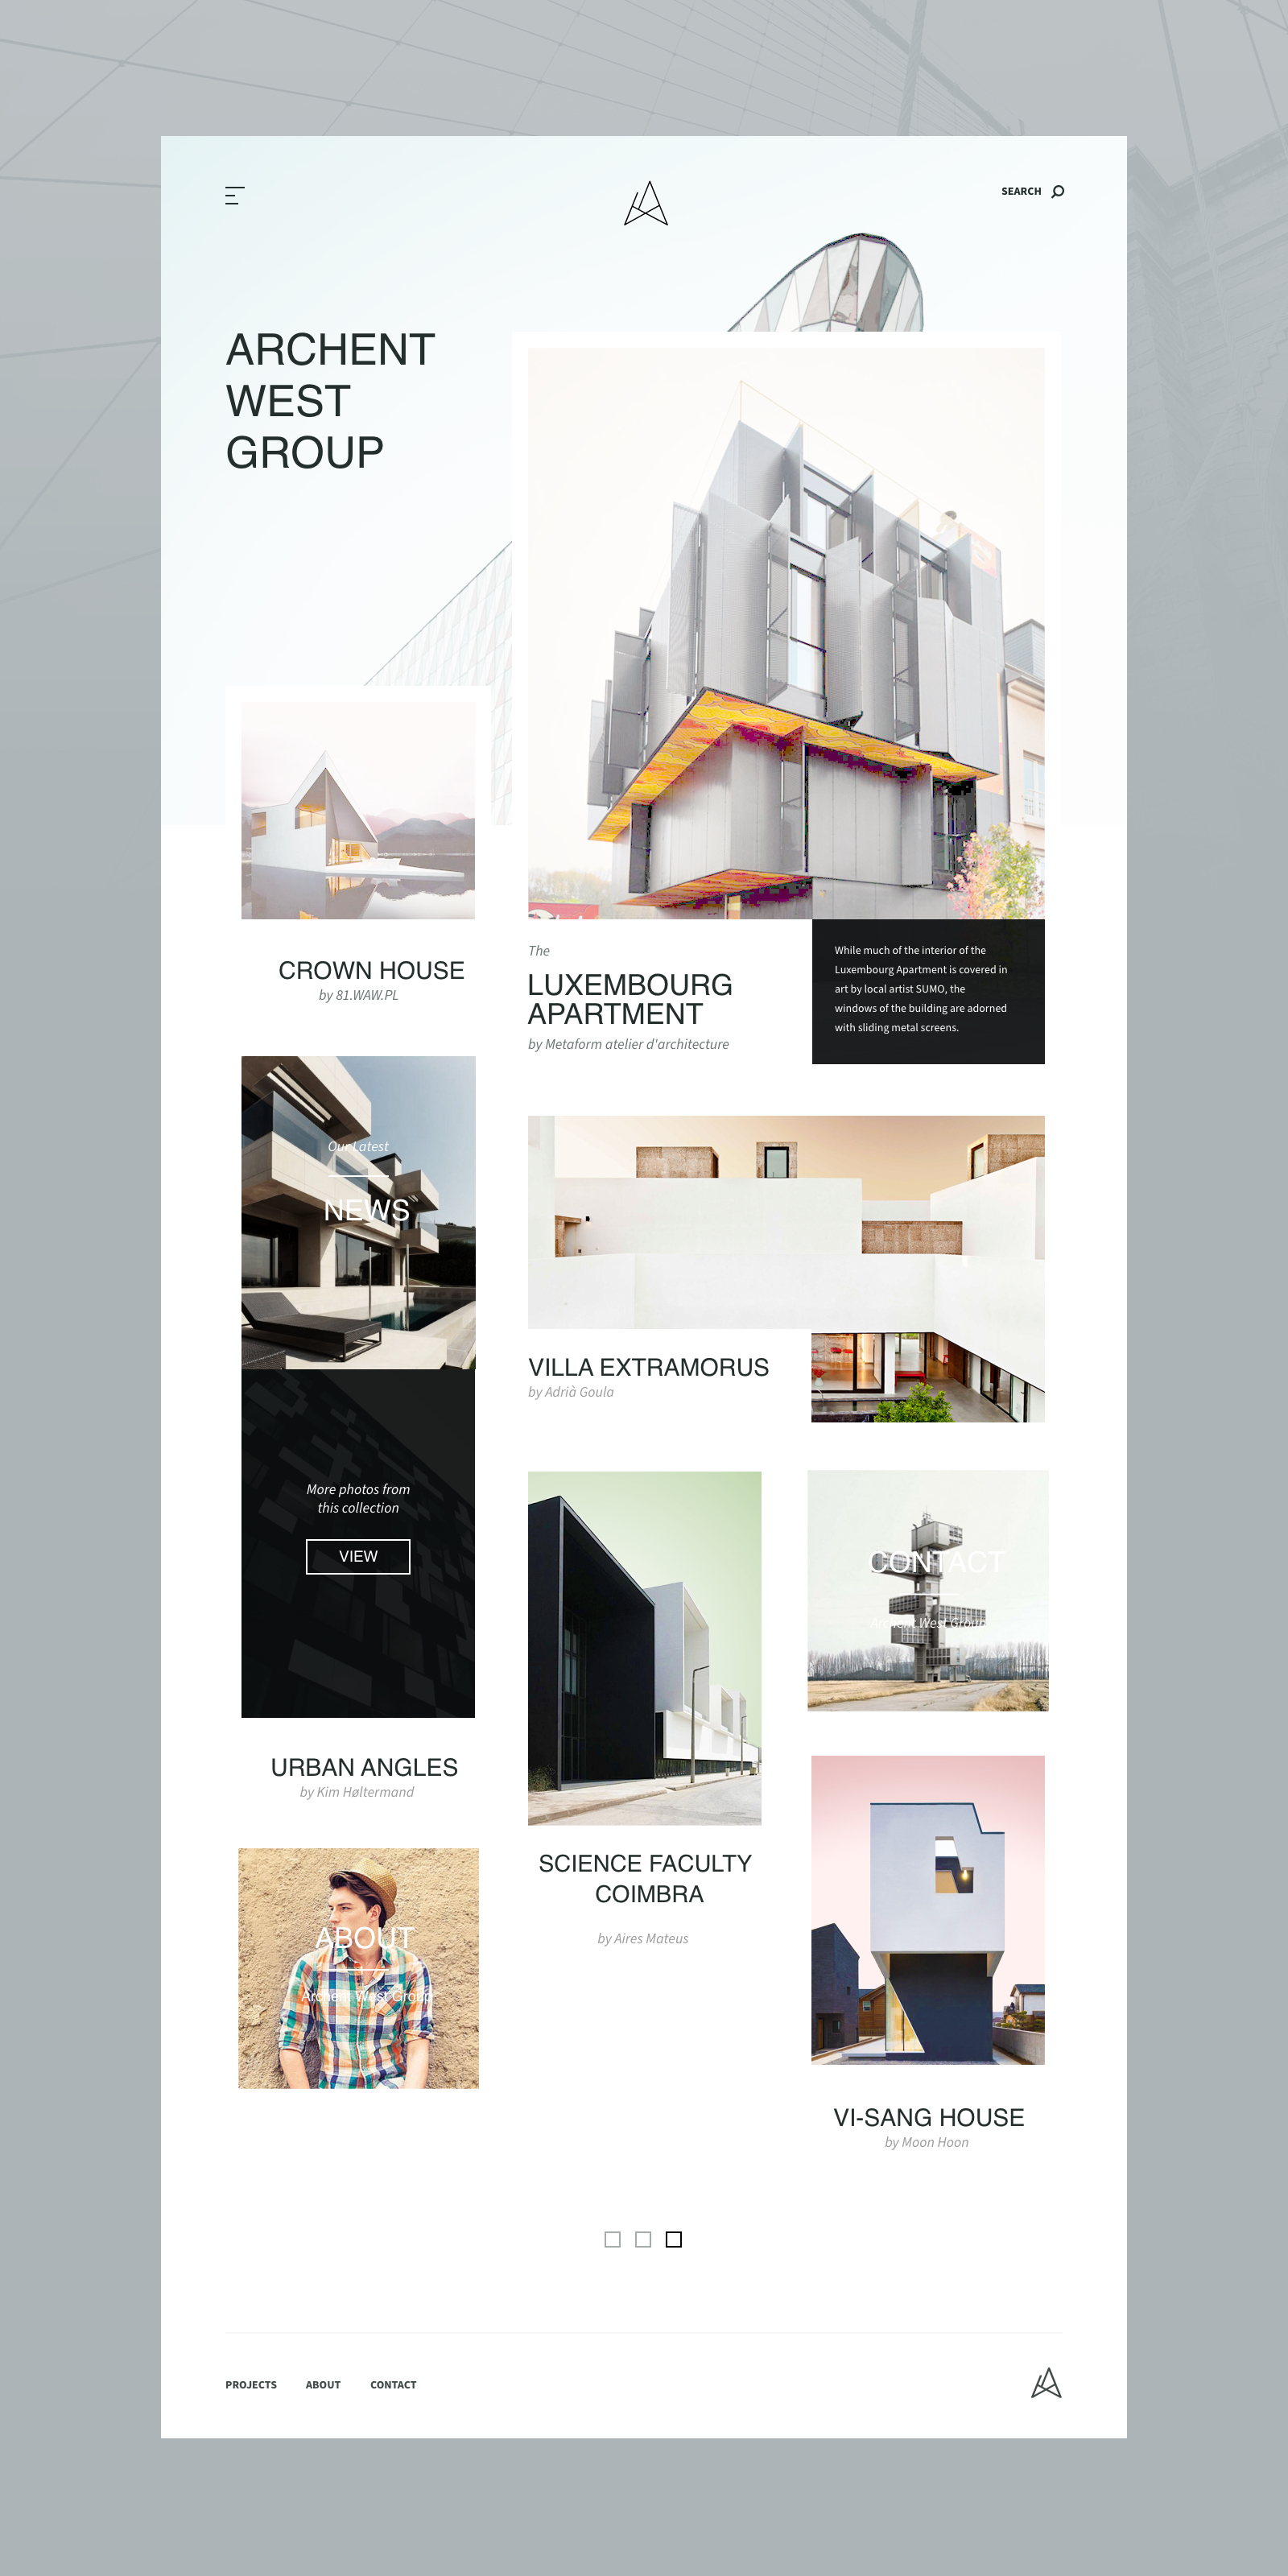 SEARCH
ARCHENT
WEST
GROUP
CROWN HOUSE
by 81.WAW.PL
The
LUXEMBOURG
APARTMENT
by Metaform atelier d'architecture
While much of the interior of the
Luxembourg Apartment is covered in
art by local artist SUMO, the
windows of the building are adorned
with sliding metal screens.
Our Latest
NEWS
VILLA EXTRAMORUS
by Adrià Goula
More photos from
this collection
VIEW
CONTACT
Archent West Group
URBAN ANGLES
by Kim Høltermand
SCIENCE FACULTY
COIMBRA
by Aires Mateus
ABOUT
Archent West Group
VI-SANG HOUSE
by Moon Hoon
PROJECTS ABOUT CONTACT